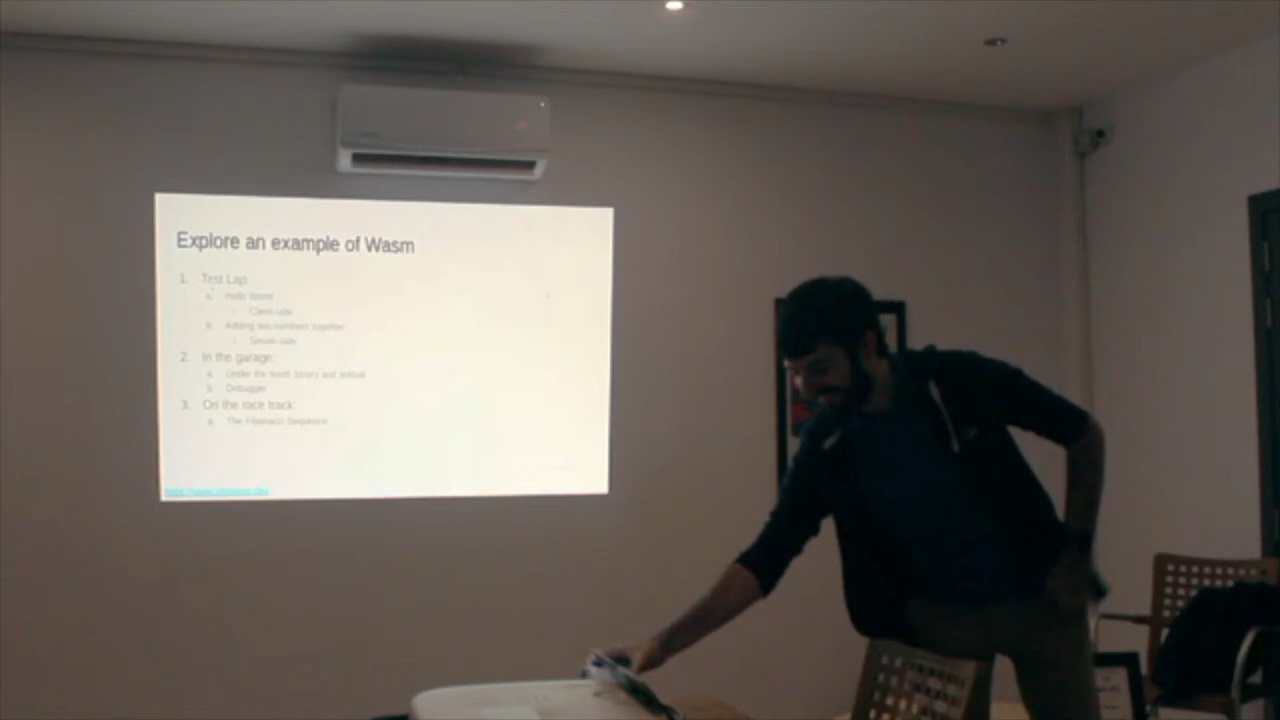 Explore an example of Wasm
1. Test Lap:
a. Hello World
i. Client-side
b. Adding two numbers together
i. Server-side
2. In the garage:
a. Under the hood: binary and textual
b. Debugger
3. On the race track:
a. The Fibonacci Sequence